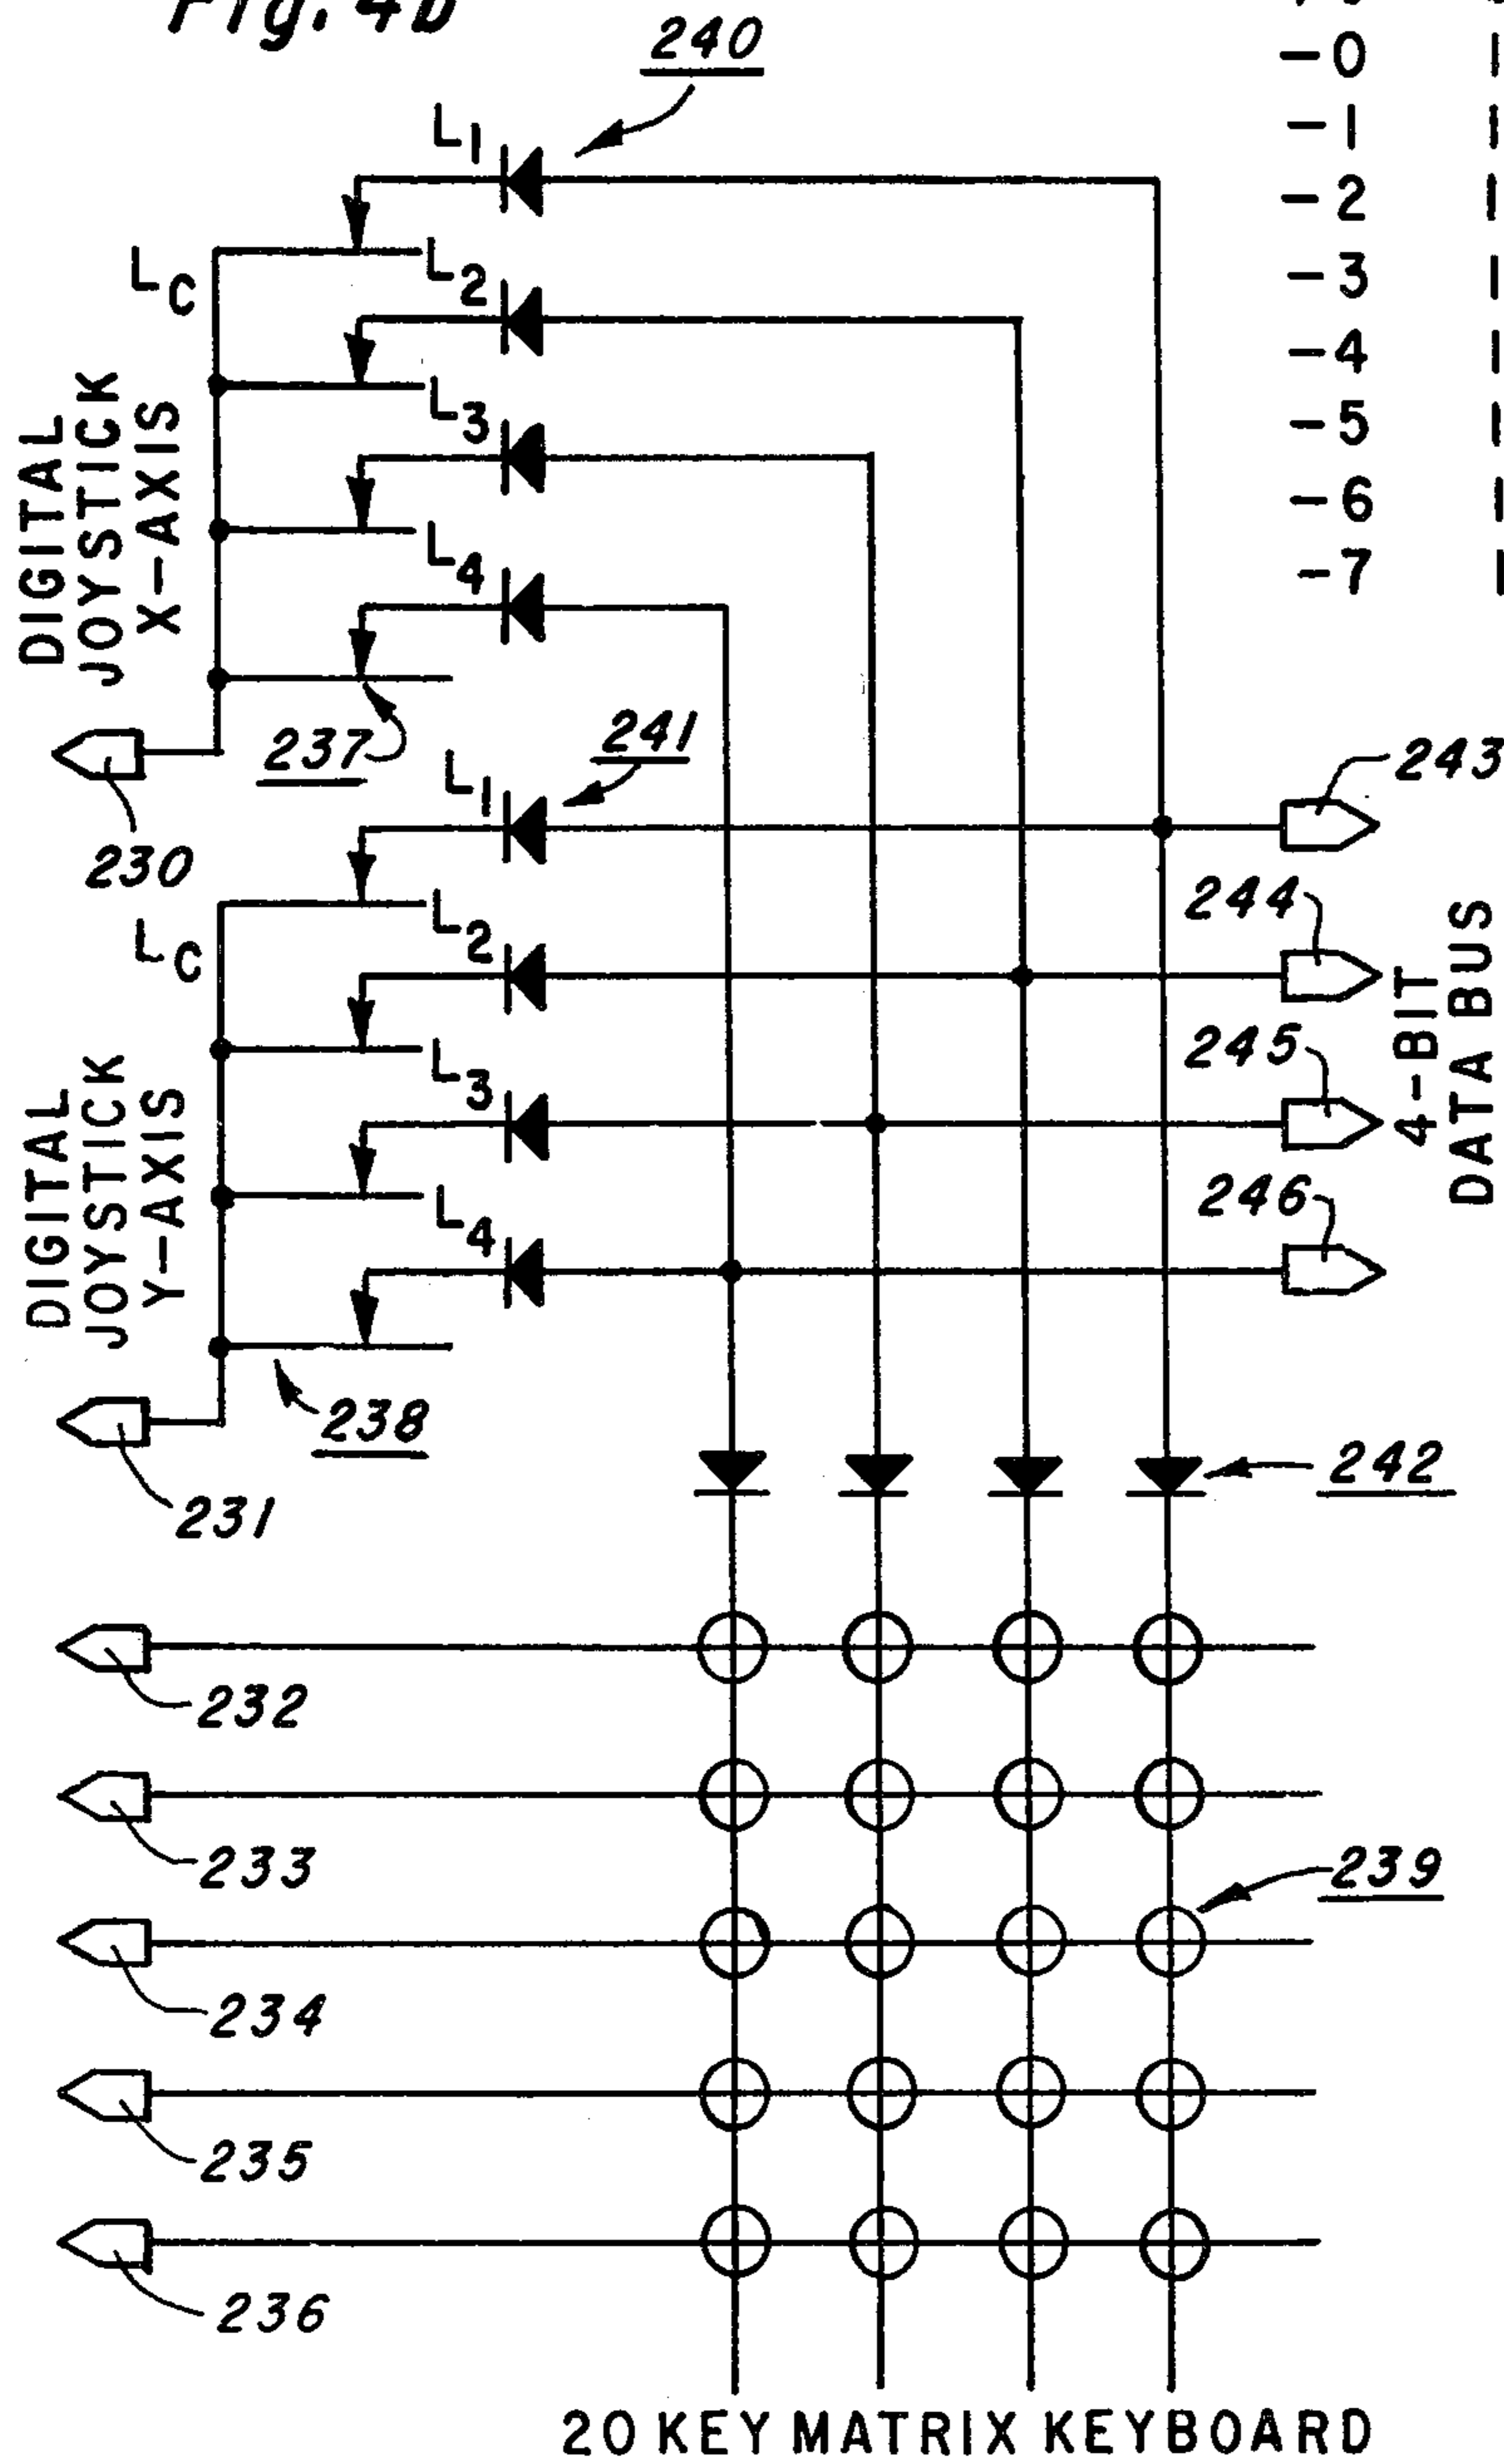 Fig. 4b
240
-0
-1
-2
-3
-4
-5
-6
-7
L1
LC
L2
L3
L4
DIGITAL
JOYSTICK
X-AXIS
237
230
241
L1
LC
L2
L3
L4
DIGITAL
JOYSTICK
Y-AXIS
238
231
243
244
245
246
4-BIT
DATA BUS
242
232
233
239
234
235
236
20 KEY MATRIX KEYBOARD